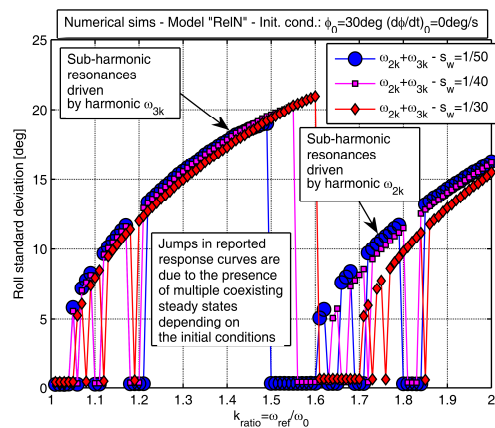 Numerical sims - Model "ReIN" - Init. cond.: ϕ0=30deg (dϕ/dt)0=0deg/s
25
20
15
10
5
0
Roll standard deviation [deg]
Sub-harmonic
resonances
driven
by harmonic ω3k
ω2k+ω3k - sw=1/50
ω2k+ω3k - sw=1/40
ω2k+ω3k - sw=1/30
Sub-harmonic
resonances
driven
by harmonic ω2k
Jumps in reported
response curves are
due to the presence
of multiple coexisting
steady states
depending on
the initial conditions
1 1.1 1.2 1.3 1.4 1.5 1.6 1.7 1.8 1.9 2
kratio=ωref/ω0